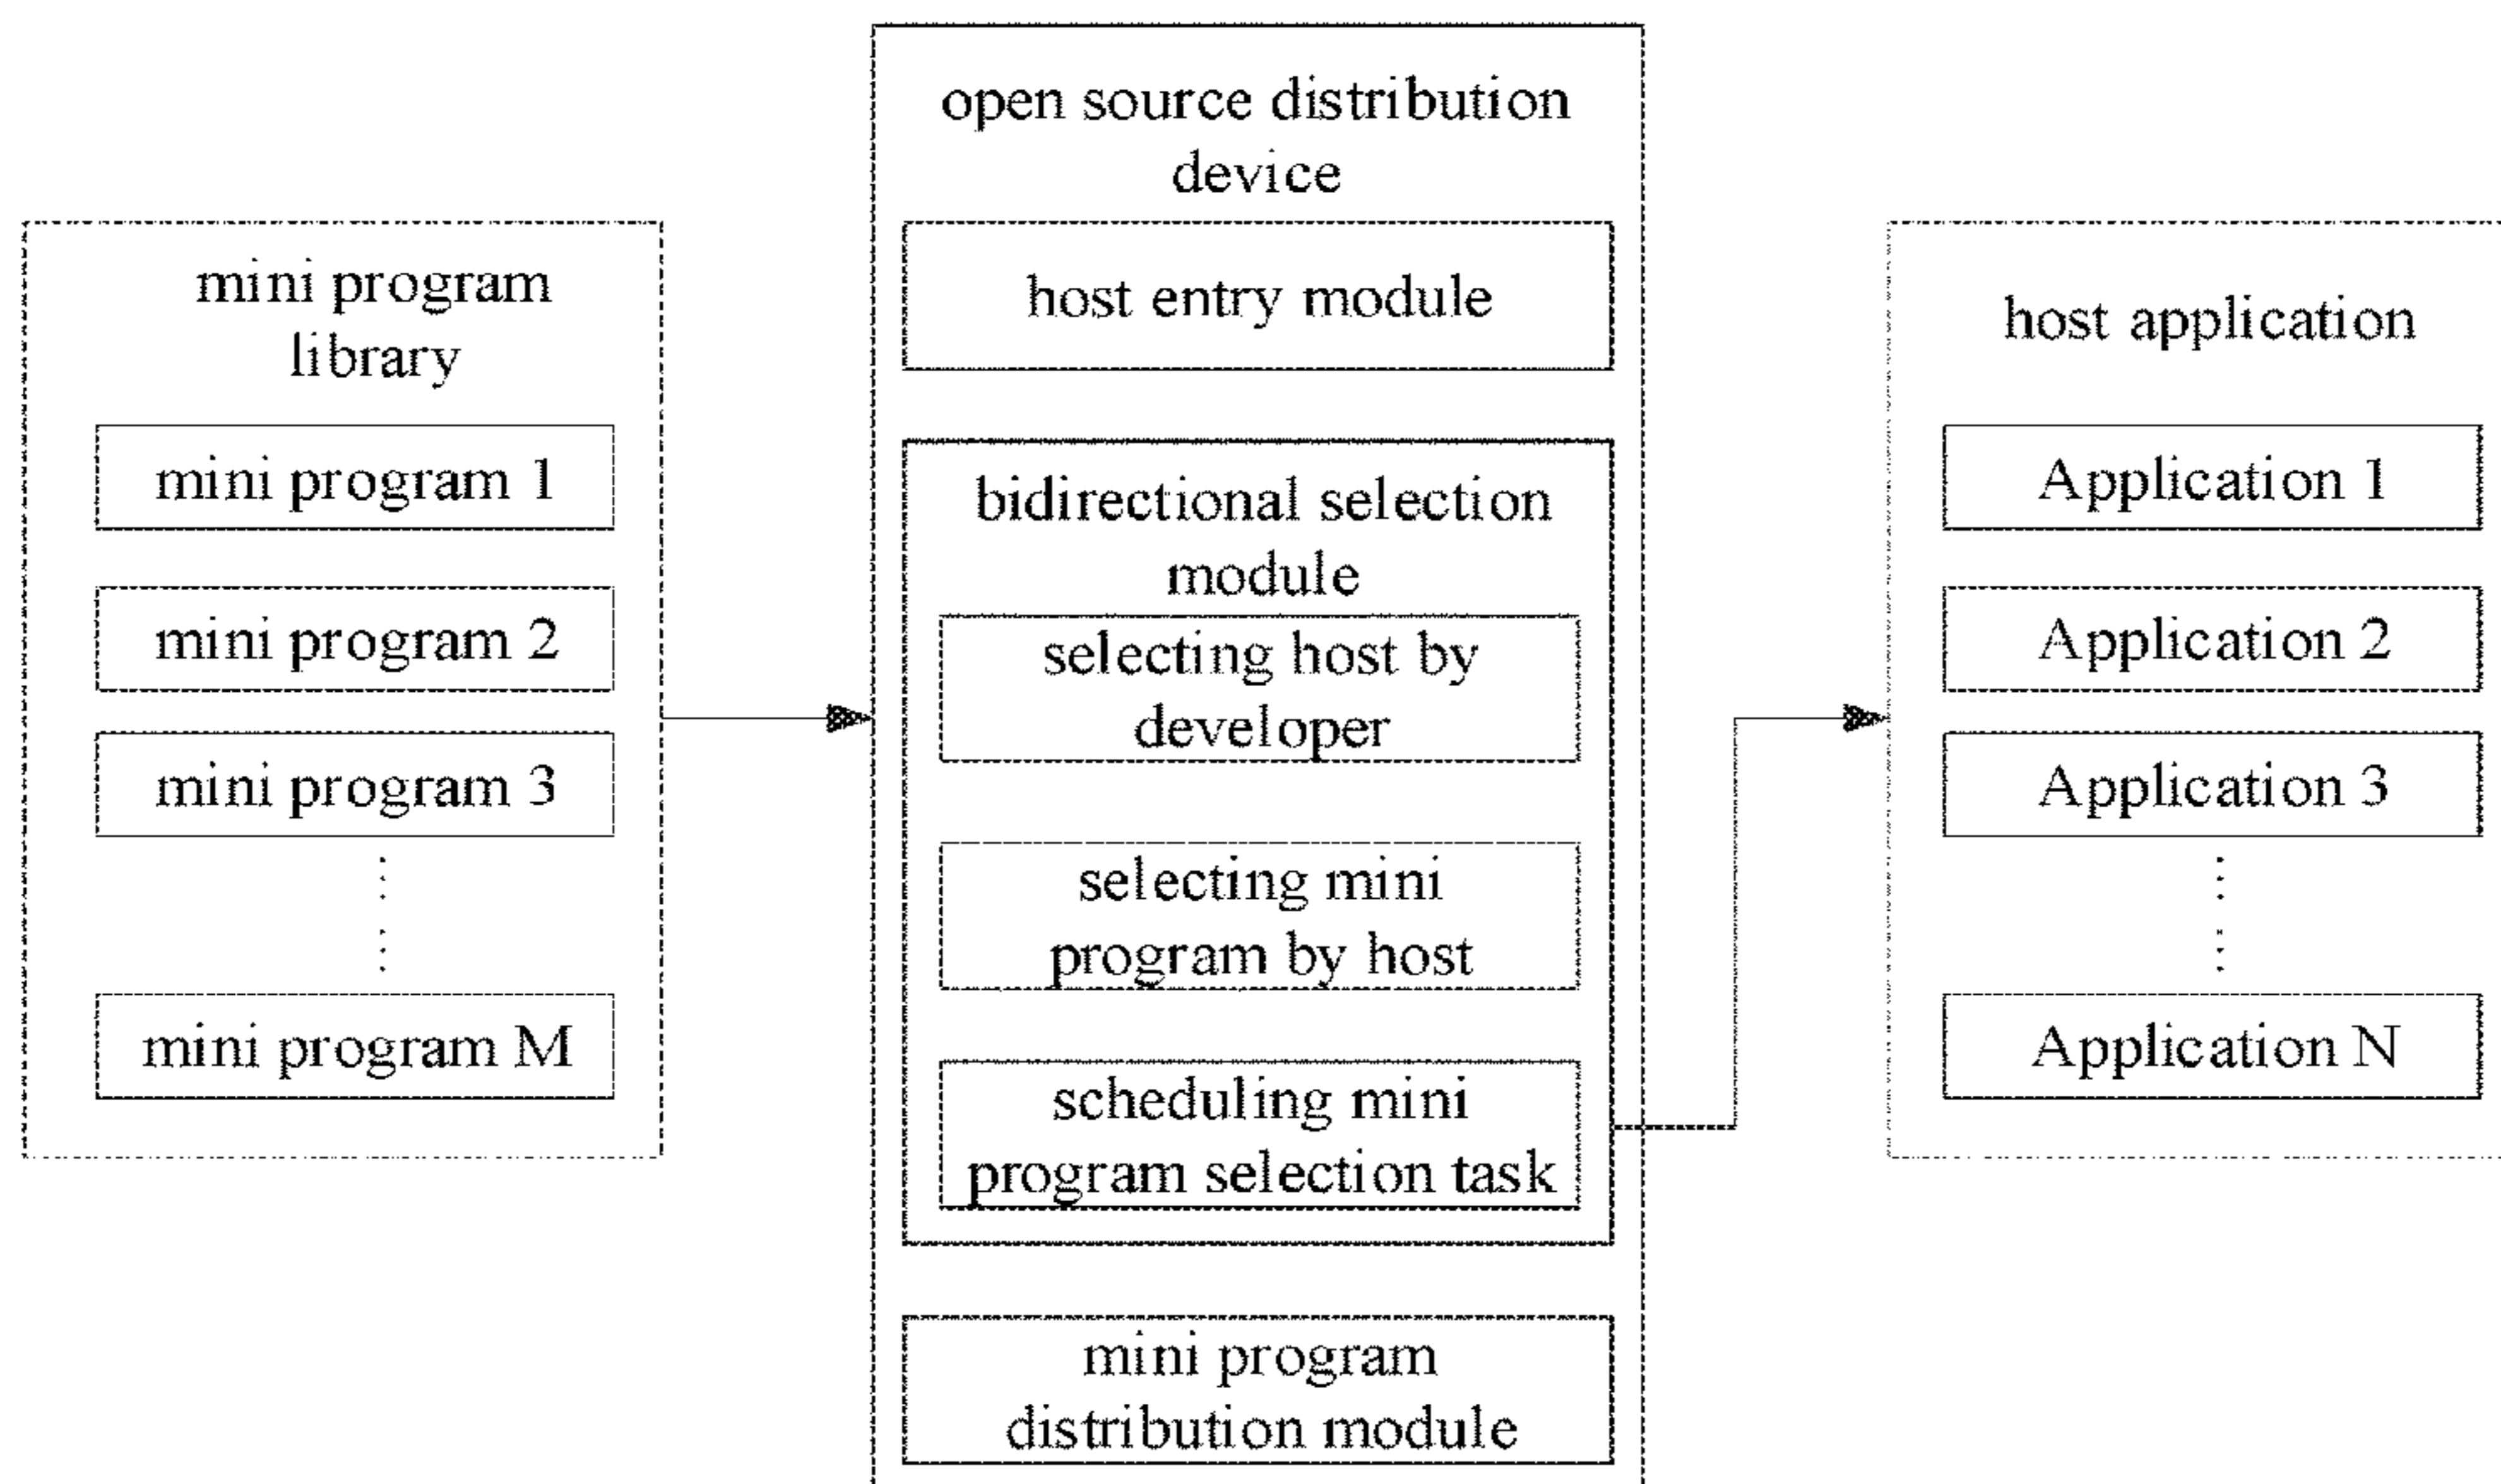 mini program
library
mini program 1
mini program 2
mini program 3
mini program M
open source distribution
device
host entry module
bidirectional selection
module
selecting host by
developer
selecting mini
program by host
scheduling mini
program selection task
mini program
distribution module
host application
Application 1
Application 2
Application 3
Application N